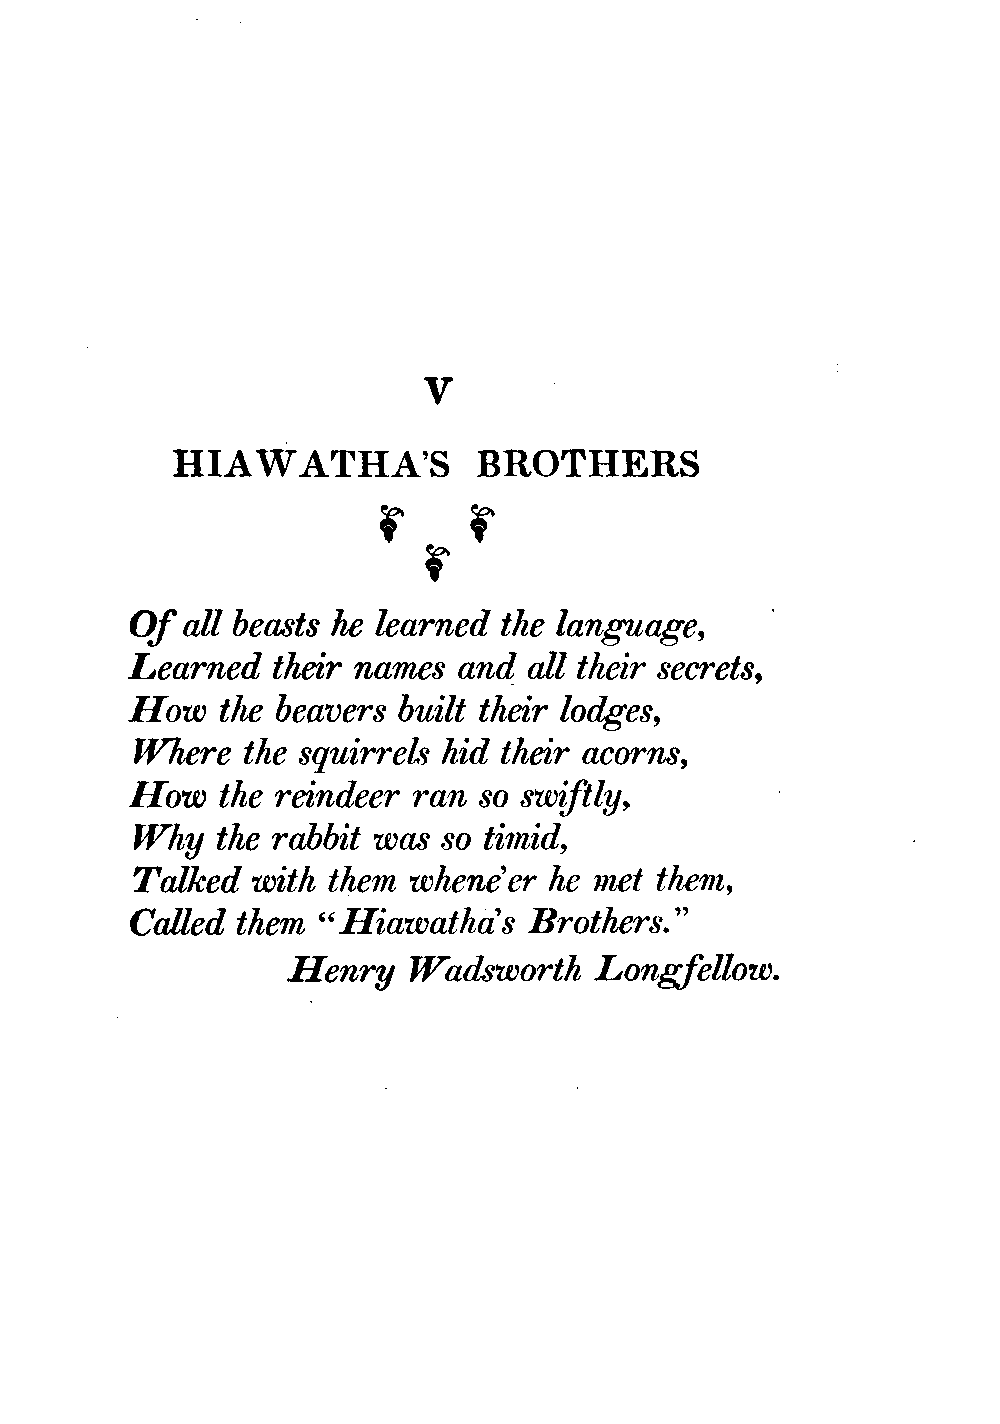 V
HIAWATHA'S BROTHERS
Of all beasts he learned the language,
Learned their names and all their secrets,
How the beavers built their lodges,
Where the squirrels hid their acorns,
How the reindeer ran so swiftly,
Why the rabbit was so timid,
Talked with them whene'er he met them,
Called them “Hiawatha's Brothers.”
Henry Wadsworth Longfellow.